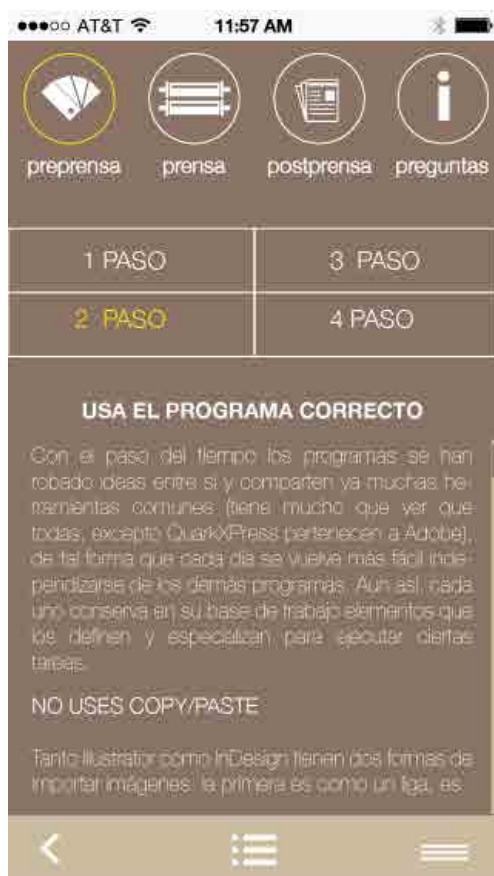 AT&T 11:57 AM
preprensa prensa postprensa preguntas
1 PASO 3 PASO
2 PASO 4 PASO
USA EL PROGRAMA CORRECTO
Con el paso del tiempo los programas se han
robado ideas entre si y comparten ya muchas he-
rramientas comunes (tiene mucho que ver que
todas, excepto QuarkXPress pertenecen a Adobe),
de tal forma que cada dia se vuelve más fácil inde-
pendizarse de los demas programas. Aun así, cada
uno conserva en su base de trabajo elementos que
los definen y especializan para ejecutar ciertas
tareas.
NO USES COPY/PASTE
Tanto Illustrator como InDesign tienen dos formas de
importar imágenes: la primera es como un liga, es